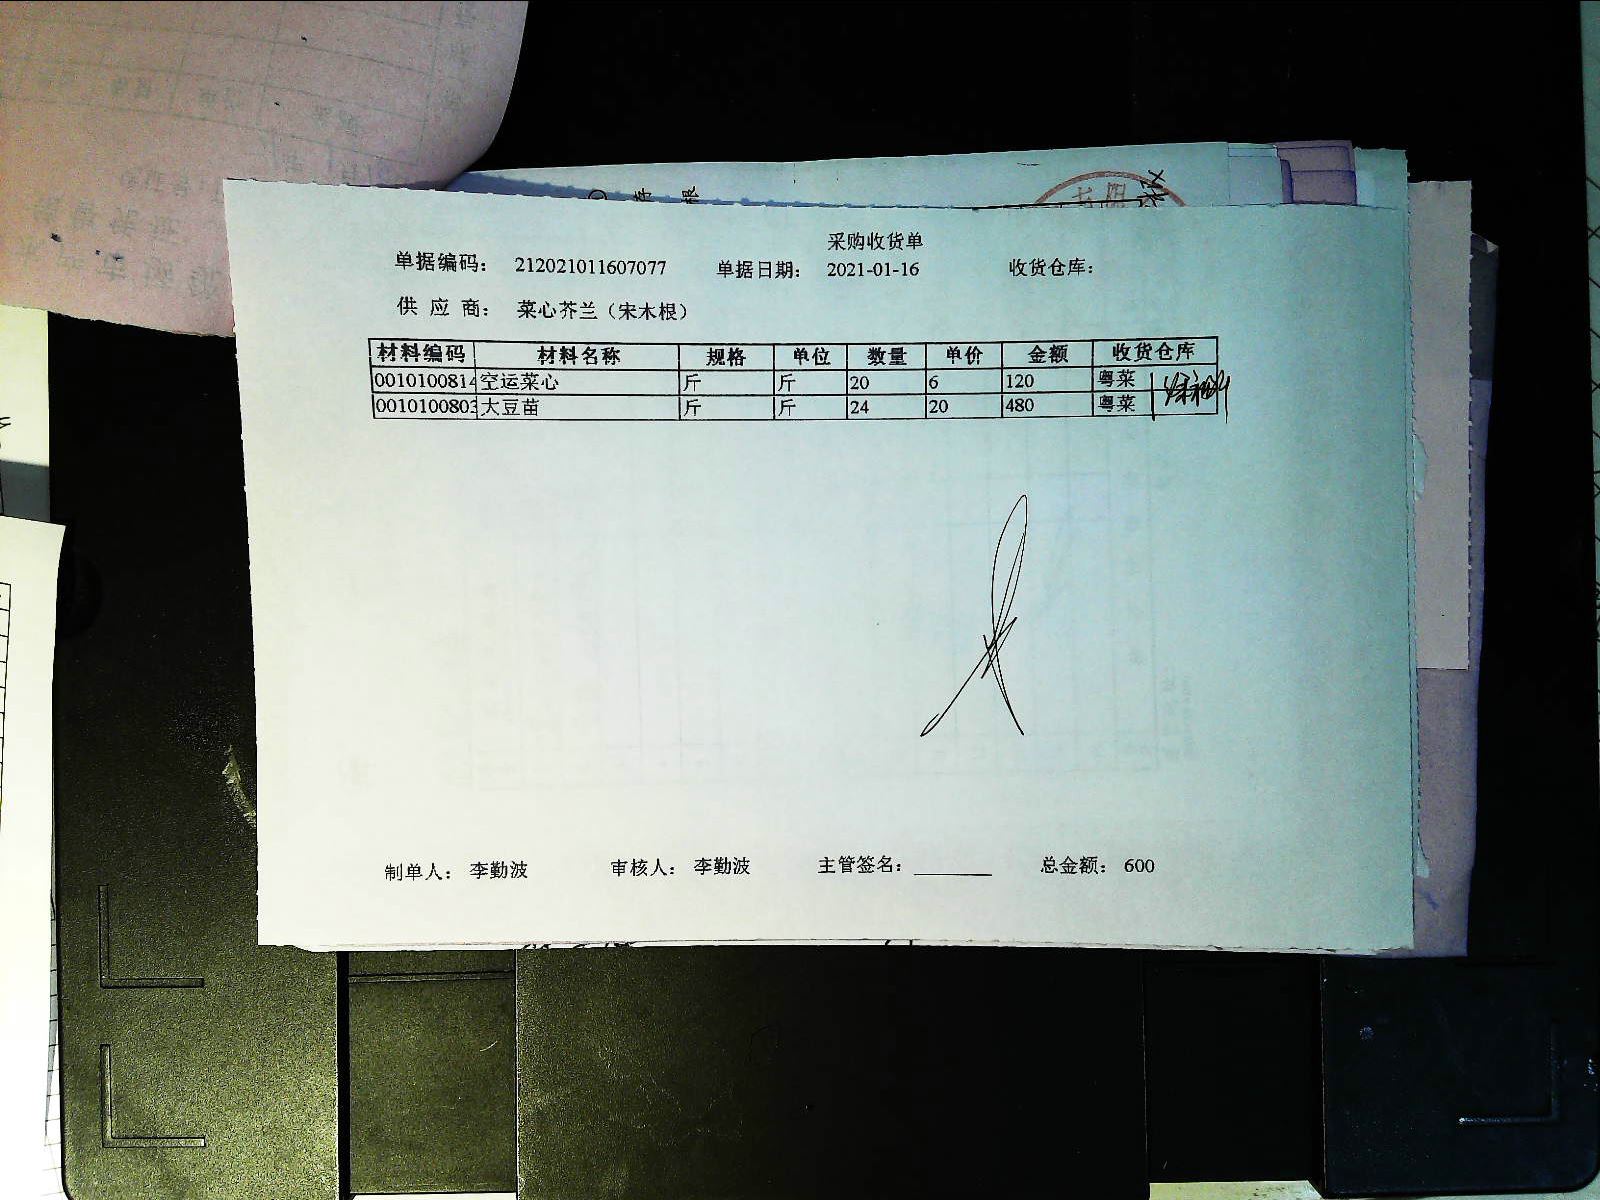 采购收货单
单据编码： 212021011607077 单据日期： 2021-01-16 收货仓库：
供 应 商： 菜心芥兰（宋木根）
材料编码 材料名称 规格 单位 数量 单价 金额 收货仓库
0010100814 空运菜心 斤 斤 20 6 120 粤菜
0010100803 大豆苗 斤 斤 24 20 480 粤菜
制单人： 李勤波 审核人： 李勤波 主管签名： 总金额： 600